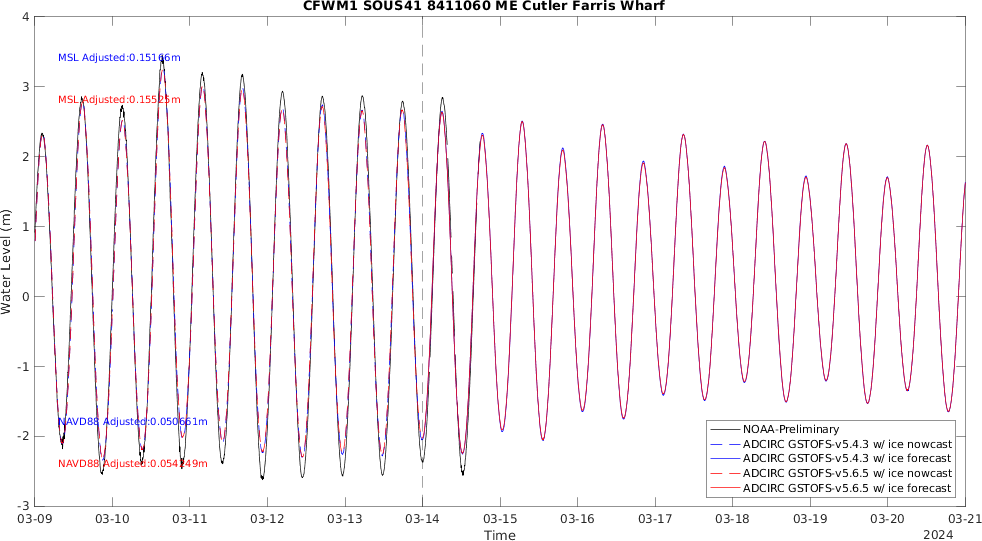 CFWM1 SOUS41 8411060 ME Cutler Farris Wharf
4
MSL Adjusted:0.15166m
3
MSL Adjusted:0.15525m
2
1
Water Level (m)
0
-1
NAVD88 Adjusted:0.050661m
-2
NAVD88 Adjusted:0.054249m
-3
NOAA-Preliminary
ADCIRC GSTOFS-v5.4.3 w/ ice nowcast
ADCIRC GSTOFS-v5.4.3 w/ ice forecast
ADCIRC GSTOFS-v5.6.5 w/ ice nowcast
ADCIRC GSTOFS-v5.6.5 w/ ice forecast
03-09 03-10 03-11 03-12 03-13 03-14 03-15 03-16 03-17 03-18 03-19 03-20 03-21
Time
2024